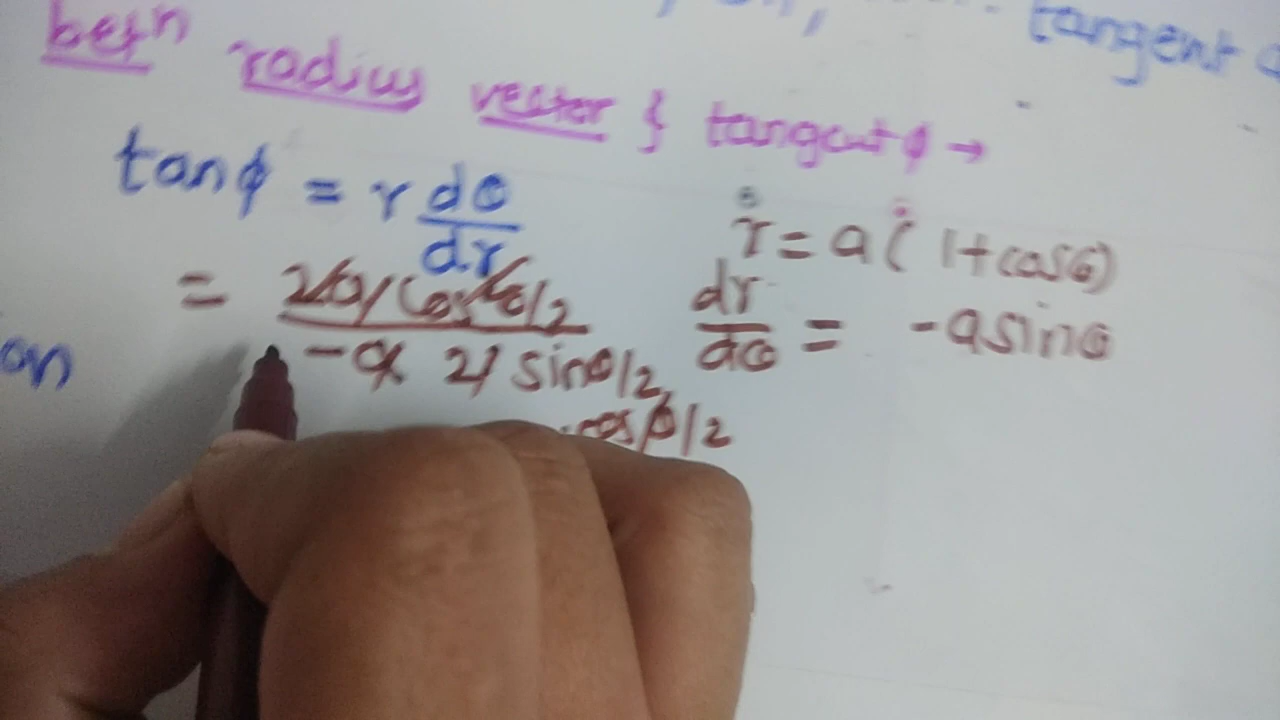 tangent
betn radius vector } tangent ϕ →
tanϕ = r dθ/dr
r = a(1+cosθ)
= 2a cos²θ/2 / -a 2 sinθ/2 cosθ/2
dr/dθ = -a sinθ
on